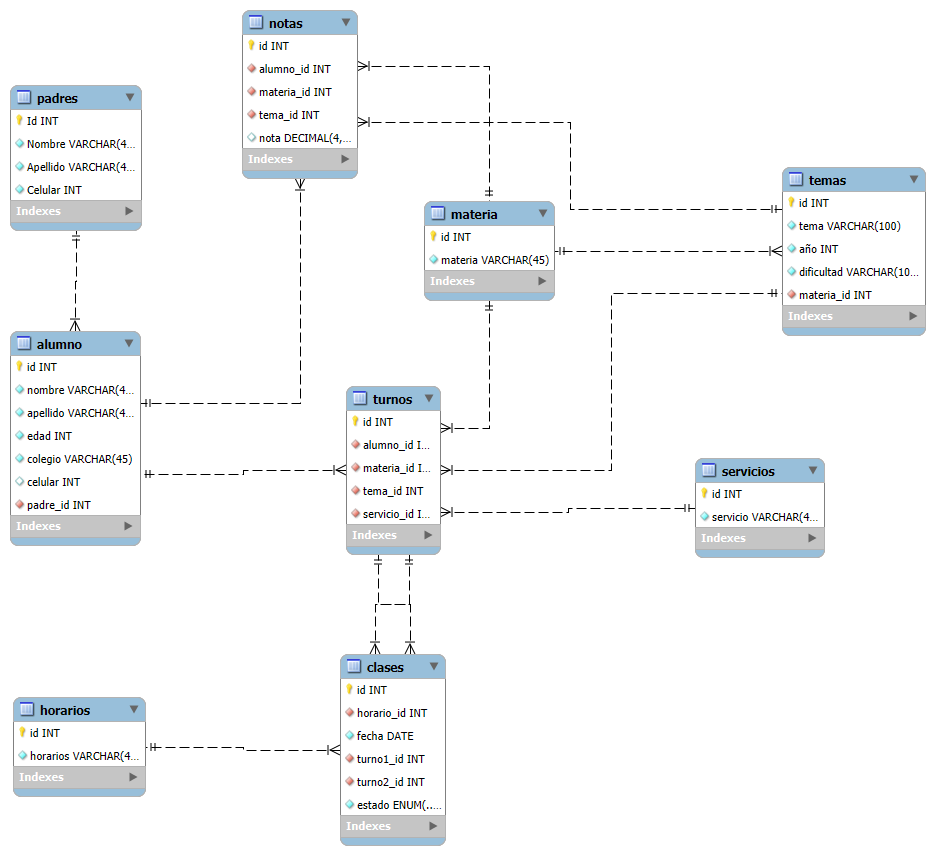 notas
id INT
alumno_id INT
materia_id INT
tema_id INT
nota DECIMAL(4,...
Indexes
padres
Id INT
Nombre VARCHAR(4...
Apellido VARCHAR(4...
Celular INT
Indexes
temas
id INT
tema VARCHAR(100)
año INT
dificultad VARCHAR(10...
materia_id INT
Indexes
materia
id INT
materia VARCHAR(45)
Indexes
alumno
id INT
nombre VARCHAR(4...
apellido VARCHAR(4...
edad INT
colegio VARCHAR(45)
celular INT
padre_id INT
Indexes
turnos
id INT
alumno_id I...
materia_id I...
tema_id INT
servicio_id I...
Indexes
servicios
id INT
servicio VARCHAR(4...
Indexes
clases
id INT
horario_id INT
fecha DATE
turno1_id INT
turno2_id INT
estado ENUM(.....
Indexes
horarios
id INT
horarios VARCHAR(4...
Indexes